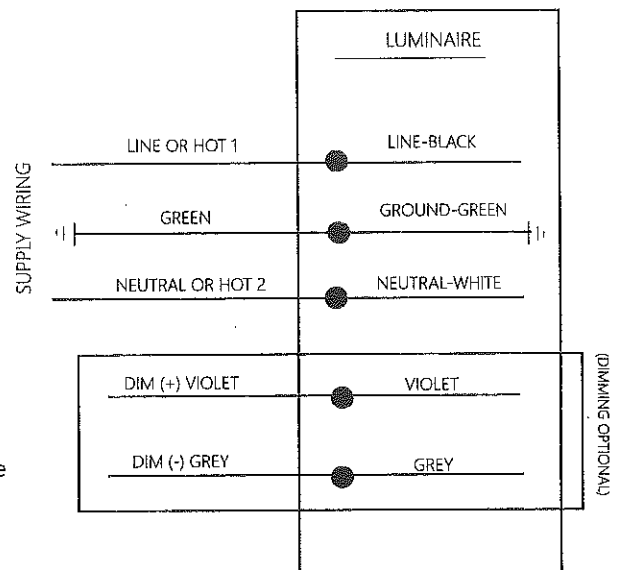 LUMINAIRE
LINE OR HOT 1
LINE-BLACK
SUPPLY WIRING
GREEN
GROUND-GREEN
NEUTRAL OR HOT 2
NEUTRAL-WHITE
DIM (+) VIOLET
VIOLET
(DIMMING OPTIONAL)
DIM (-) GREY
GREY
e